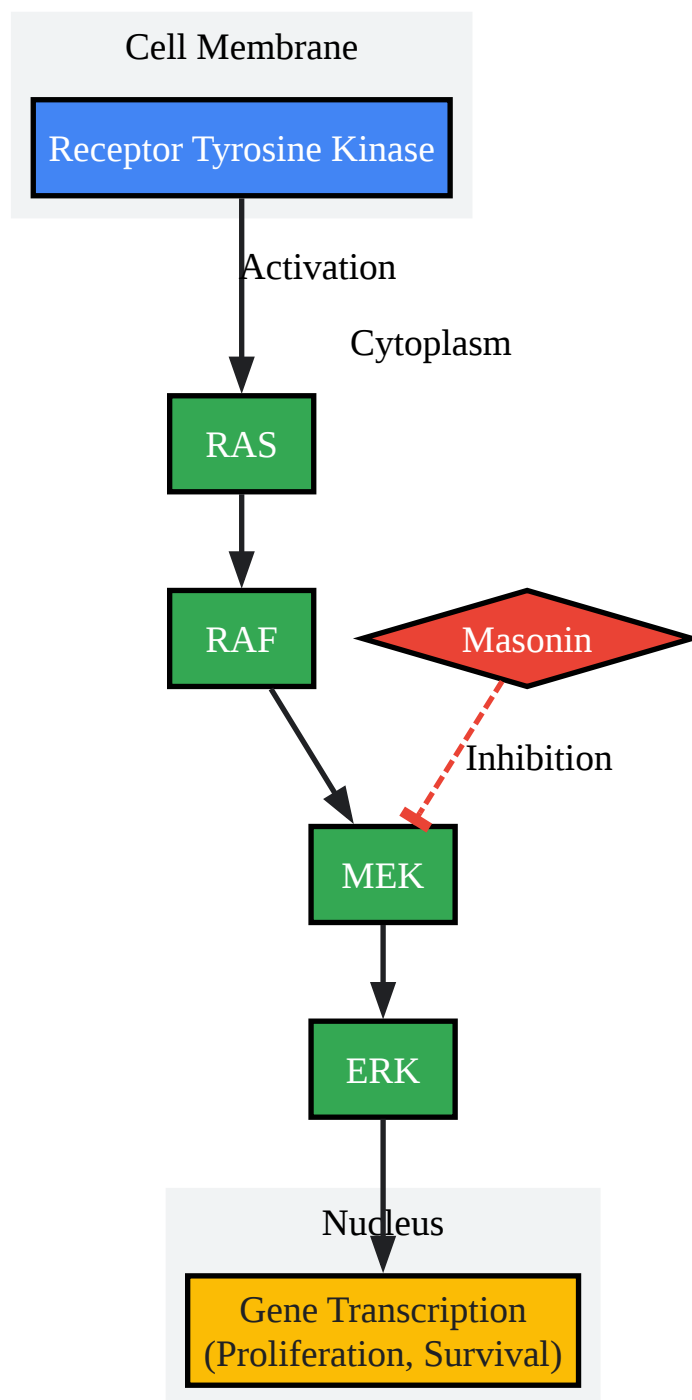 Cell Membrane
Receptor Tyrosine Kinase
Activation
Cytoplasm
RAS
RAF
Masonin
Inhibition
MEK
ERK
Nucleus
Gene Transcription
(Proliferation, Survival)